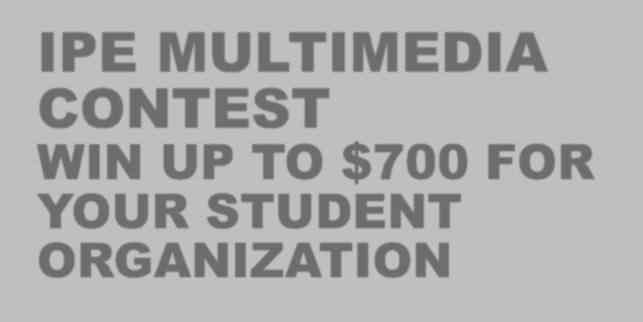 IPE MULTIMEDIA
CONTEST
WIN UP TO $700 FOR
YOUR STUDENT
ORGANIZATION